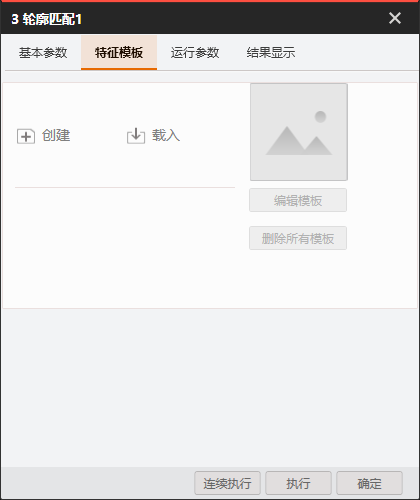 3 轮廓匹配1
基本参数 特征模板 运行参数 结果显示
创建 载入
编辑模板
删除所有模板
连续执行 执行 确定